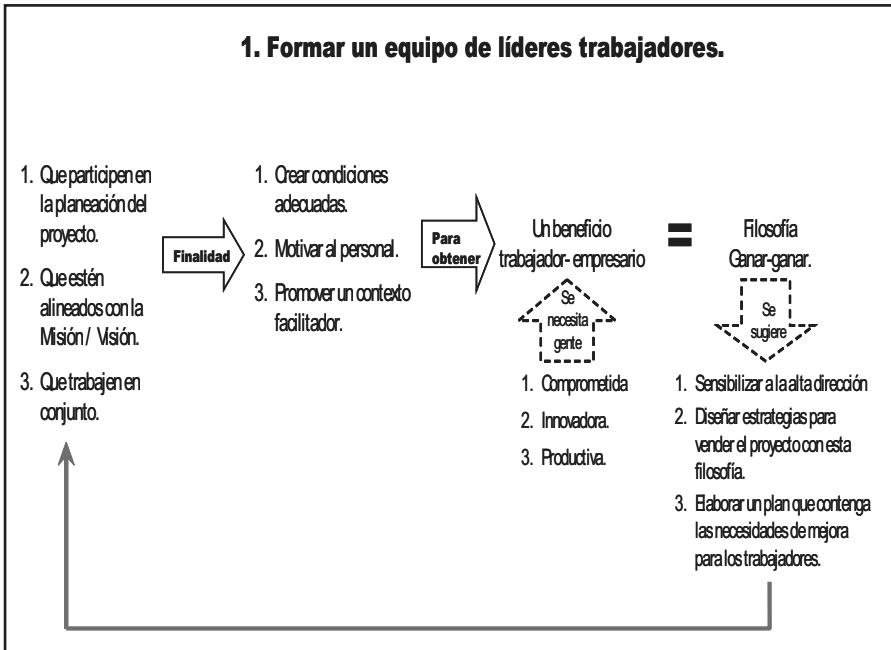 1. Formar un equipo de líderes trabajadores.
1. Que participen en
la planeación del
proyecto.
2. Que estén
alineados con la
Misión / Visión.
3. Que trabajen en
conjunto.
Finalidad
1. Crear condiciones
adecuadas.
2. Motivar al personal.
3. Promover un contexto
facilitador.
Para
obtener
Un beneficio
trabajador- empresario
=
Filosofía
Ganar-ganar.
Se
necesita
gente
1. Comprometida
2. Innovadora.
3. Productiva.
Se
sugiere
1. Sensibilizar a la alta dirección
2. Diseñar estrategias para
vender el proyecto con esta
filosofía.
3. Elaborar un plan que contenga
las necesidades de mejora
para los trabajadores.